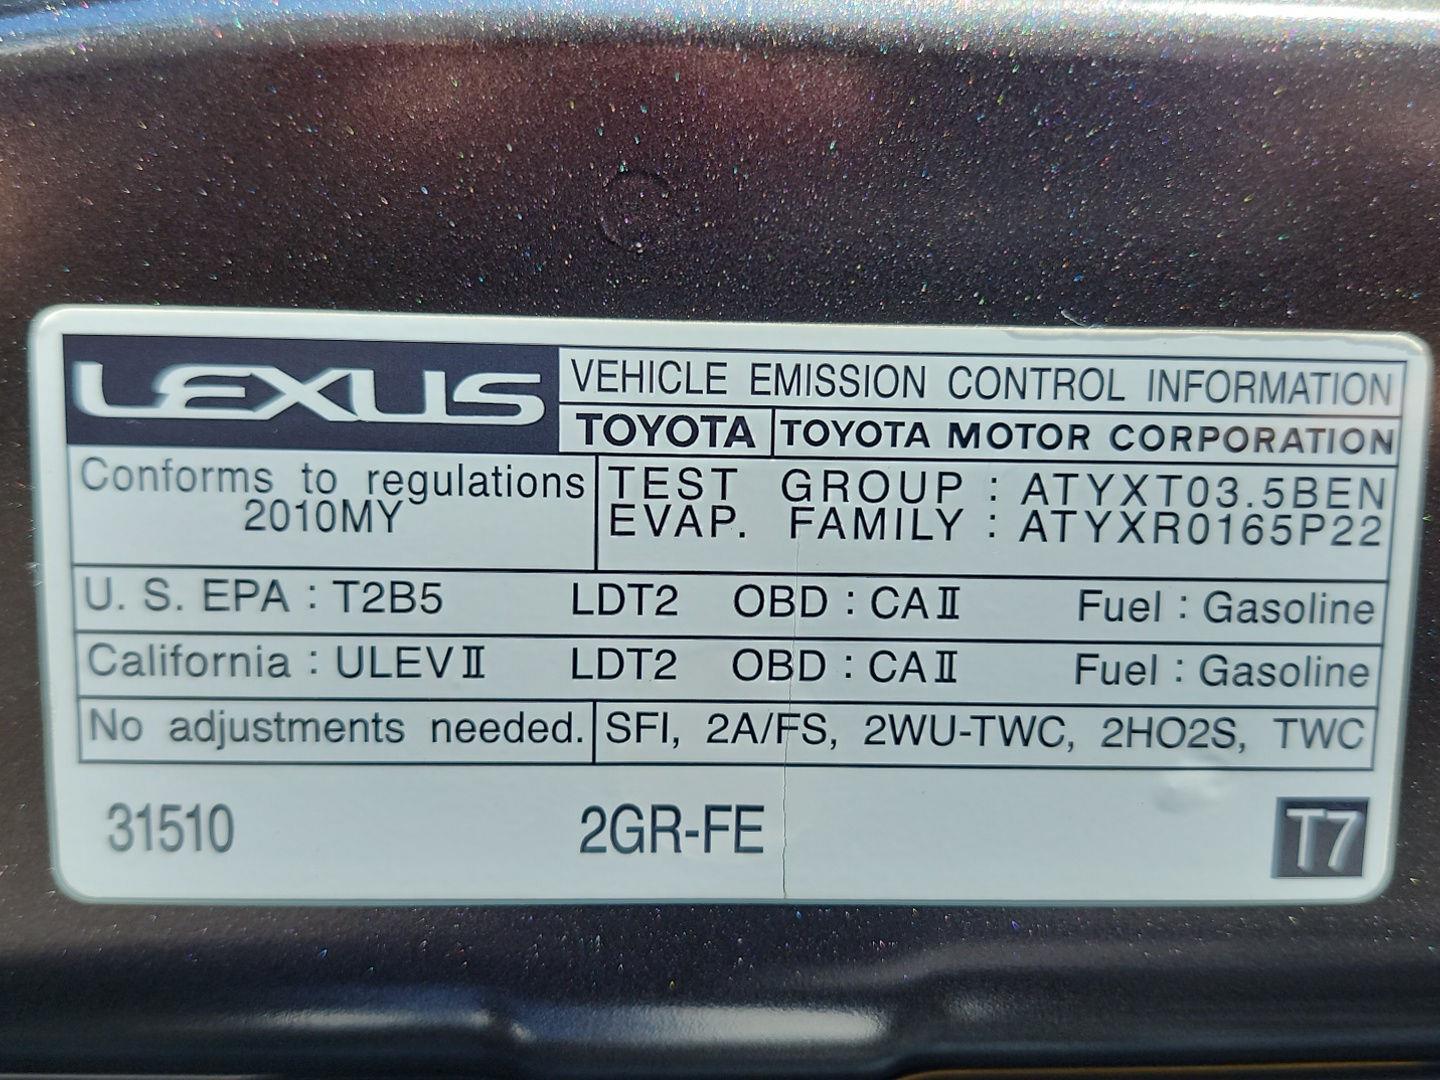 LEXUS VEHICLE EMISSION CONTROL INFORMATION
TOYOTA TOYOTA MOTOR CORPORATION
Conforms to regulations
2010MY
TEST GROUP : ATYXT03.5BEN
EVAP. FAMILY : ATYXR0165P22
U. S. EPA : T2B5 LDT2 OBD : CAⅡ Fuel : Gasoline
California : ULEVⅡ LDT2 OBD : CAⅡ Fuel : Gasoline
No adjustments needed. SFI, 2A/FS, 2WU-TWC, 2HO2S, TWC
31510 2GR-FE T7